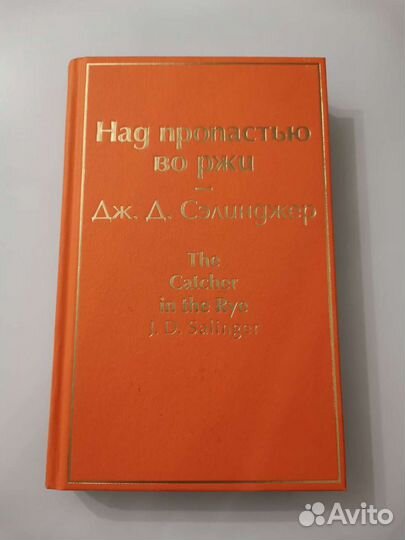 Над пропастью
во ржи
—
Дж. Д. Сэлинджер
The
Catcher
in the Rye
J. D. Salinger
Avito